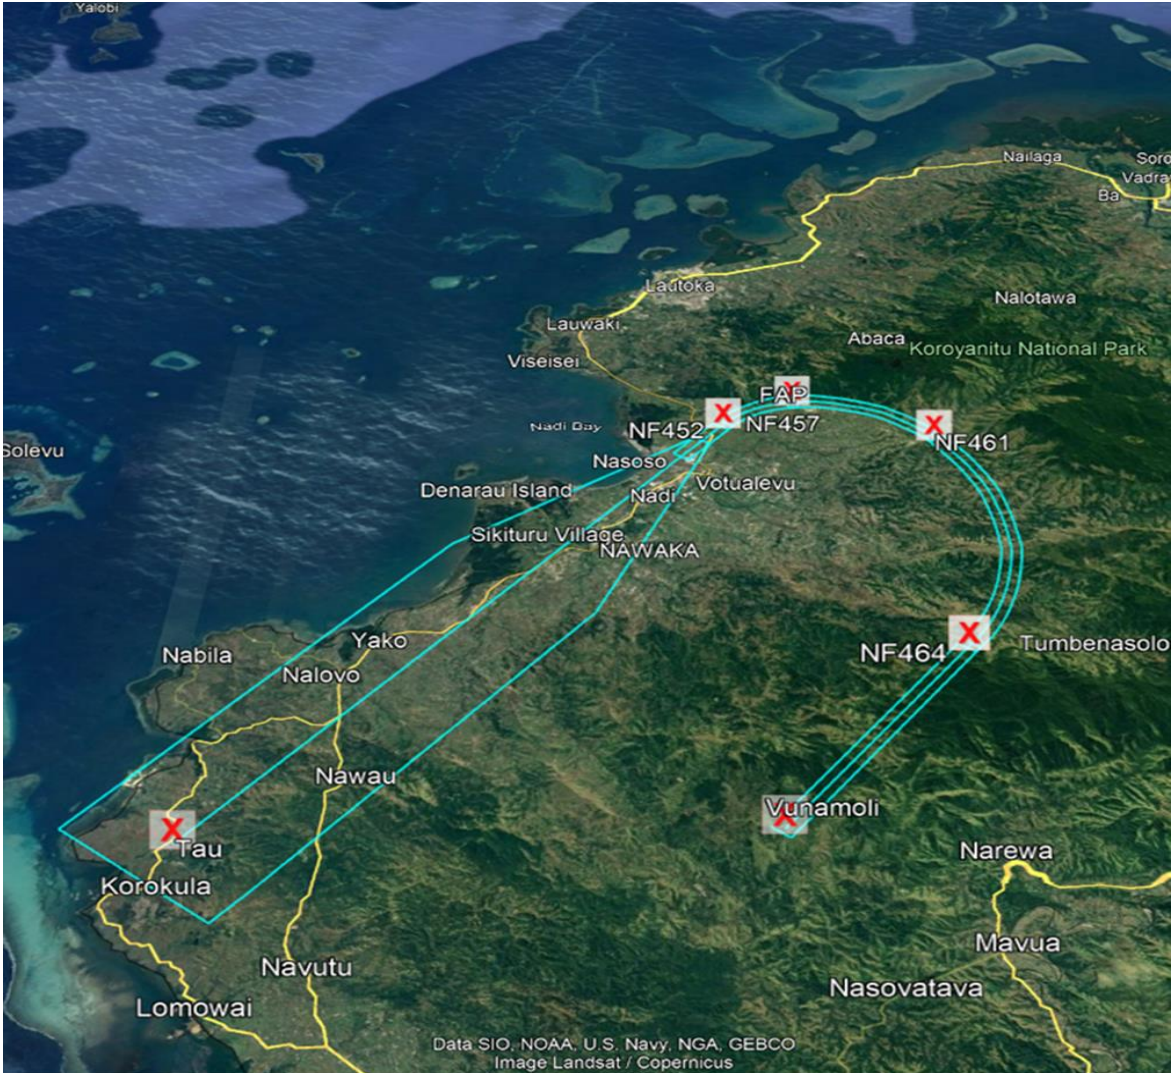 Yalobi
Nailaga
Soro
Vadra
Ba
Lautoka
Nalotawa
Lauwaki
Abaca
Koroyanitu National Park
Viseisei
FAP
X
X
X
NF452
NF457
Nadi Bay
NF461
Solevu
Nasoso
Votualevu
Denarau Island
Nadi
Sikituru Village
NAWAKA
X
Yako
Tumbenasolo
Nabila
NF464
Nalovo
Nawau
Vunamoli
X
X
Tau
Narewa
Korokula
Mavua
Navutu
Nasovatava
Lomowai
Data SIO, NOAA, U.S. Navy, NGA, GEBCO
Image Landsat / Copernicus